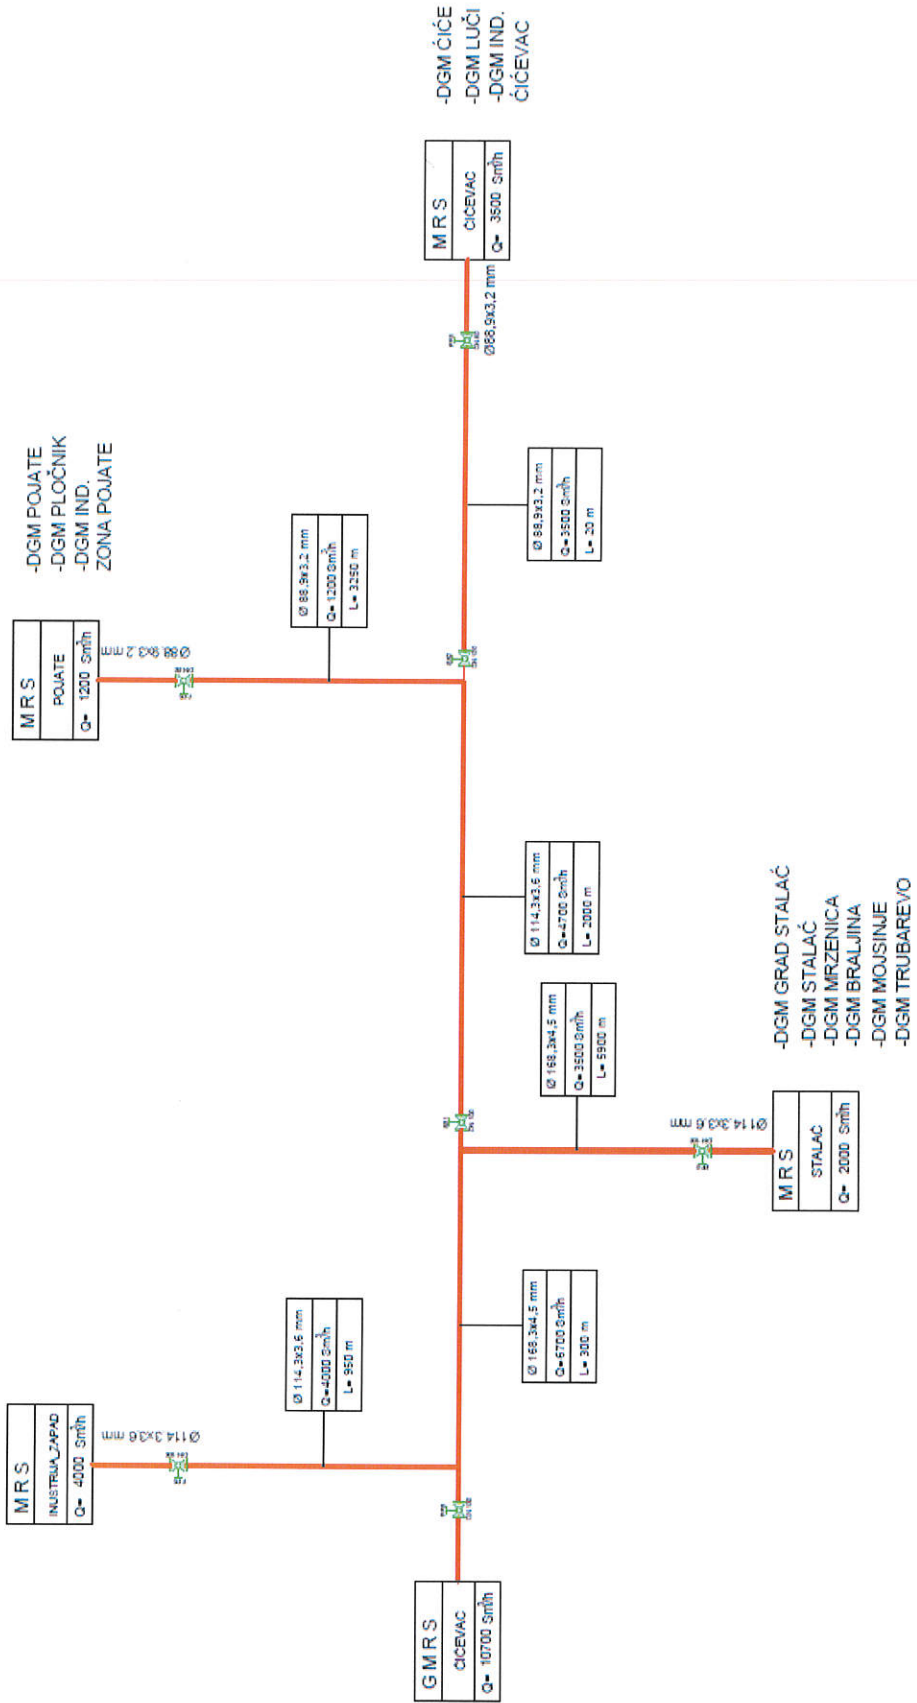 M R S
INUSTRIJA_ZAPAD
Q= 4000 Sm³/h
Ø114,3x3,6 mm
Ø 114,3x3,6 mm
Q=4000 Sm³/h
L= 950 m
G M R S
ĆIĆEVAC
Q= 10700 Sm³/h
Ø 168,3x4,5 mm
Q=6700 Sm³/h
L= 300 m
M R S
STALAĆ
Q= 2000 Sm³/h
Ø114,3x3,6 mm
-DGM GRAD STALAĆ
-DGM STALAĆ
-DGM MRZENICA
-DGM BRALJINA
-DGM MOJSINJE
-DGM TRUBAREVO
Ø 168,3x4,5 mm
Q=3500 Sm³/h
L= 5900 m
Ø 114,3x3,6 mm
Q=4700 Sm³/h
L= 2000 m
M R S
POJATE
Q= 1200 Sm³/h
Ø88,9x3,2 mm
-DGM POJATE
-DGM PLOČNIK
-DGM IND.
ZONA POJATE
Ø 88,9x3,2 mm
Q= 1200 Sm³/h
L= 3250 m
Ø 88,9x3,2 mm
Q=3500 Sm³/h
L= 20 m
Ø88,9x3,2 mm
M R S
ĆIĆEVAC
Q= 3500 Sm³/h
-DGM ĆIĆE
-DGM LUČI
-DGM IND.
ĆIĆEVAC